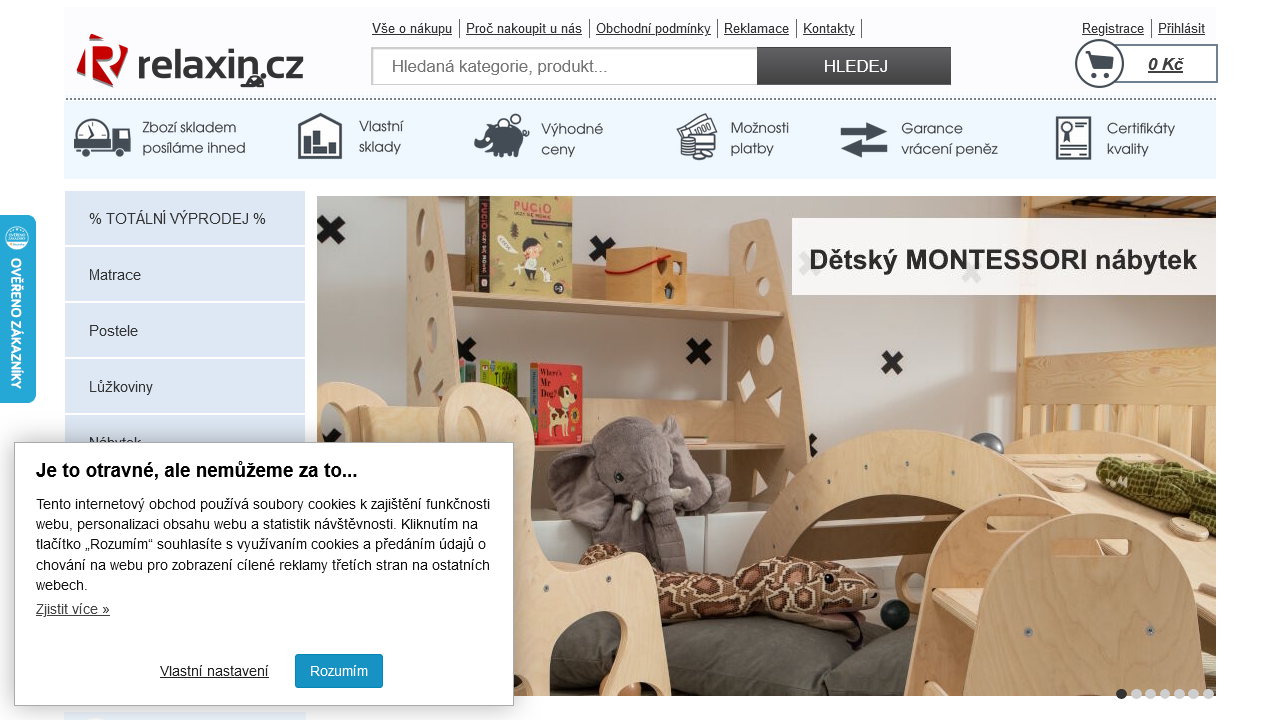 Vše o nákupu
Proč nakoupit u nás
Obchodní podmínky
Reklamace
Kontakty
Registrace
Přihlásit
relaxin.cz
Hledaná kategorie, produkt...
HLEDEJ
0 Kč
Zboží skladem
posíláme ihned
Vlastní
sklady
Výhodné
ceny
1000
Možnosti
platby
Garance
vrácení peněz
Certifikáty
kvality
% TOTÁLNÍ VÝPRODEJ %
Matrace
Postele
Lůžkoviny
Nábytek
OVĚŘENO ZÁKAZNÍKY
PUCIO
Dětský MONTESSORI nábytek
Where's
Mr
Dog?
Je to otravné, ale nemůžeme za to...
Tento internetový obchod používá soubory cookies k zajištění funkčnosti
webu, personalizaci obsahu webu a statistik návštěvnosti. Kliknutím na
tlačítko „Rozumím“ souhlasíte s využívaním cookies a předáním údajů o
chování na webu pro zobrazení cílené reklamy třetích stran na ostatních
webech.
Zjistit více »
Vlastní nastavení
Rozumím